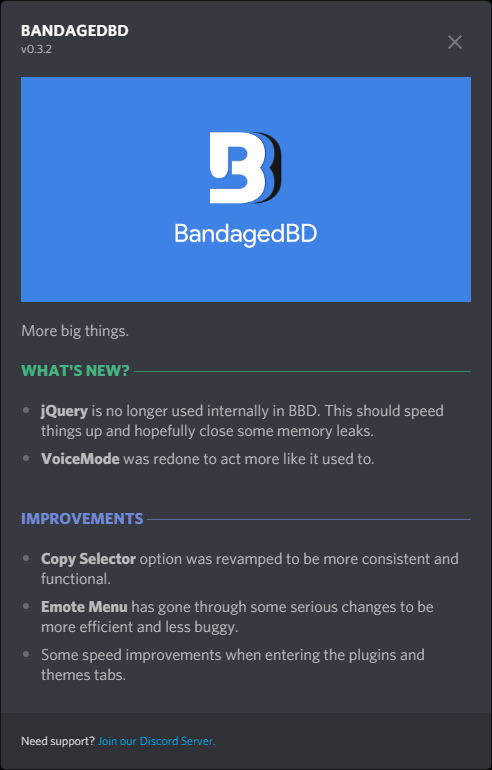 BANDAGEDBD
v0.3.2
BandagedBD
More big things.
WHAT'S NEW?
jQuery is no longer used internally in BBD. This should speed
things up and hopefully close some memory leaks.
VoiceMode was redone to act more like it used to.
IMPROVEMENTS
Copy Selector option was revamped to be more consistent and
functional.
Emote Menu has gone through some serious changes to be
more efficient and less buggy.
Some speed improvements when entering the plugins and
themes tabs.
Need support? Join our Discord Server.